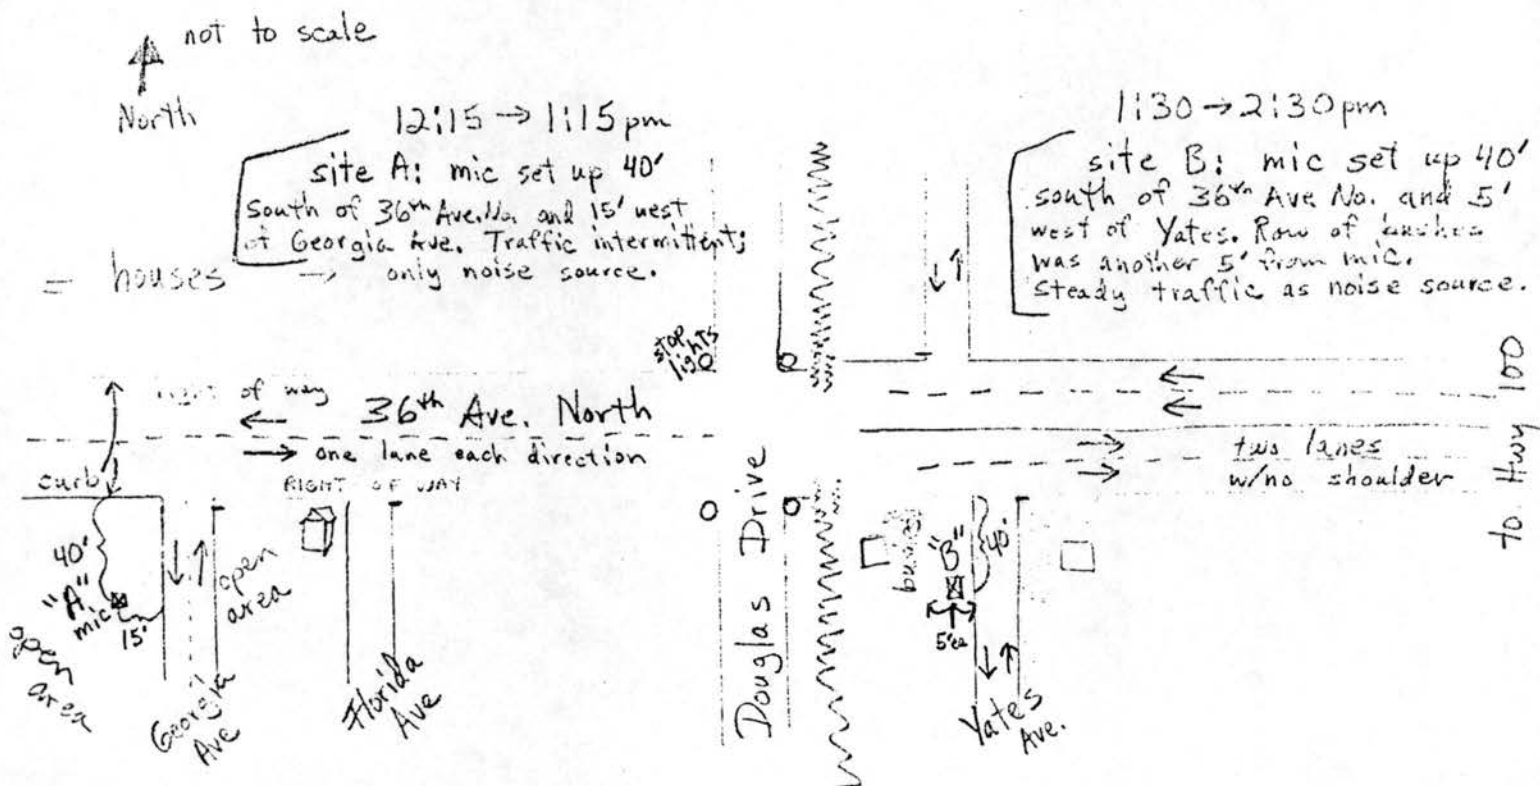 not to scale
North
12:15 → 1:15 pm
site A: mic set up 40'
south of 36th Ave. No. and 15' west
of Georgia Ave. Traffic intermittent;
→ only noise source.
= houses
1:30 → 2:30 pm
site B: mic set up 40'
south of 36th Ave No. and 5'
west of Yates. Row of bushes
was another 5' from mic.
Steady traffic as noise source.
STOP
lights
right of way
36th Ave. North
one lane each direction
RIGHT OF WAY
curb
40'
"A"
mic
15'
open
area
open
area
Georgia
Ave
Florida
Ave
Douglas Drive
bushes
"B"
40'
5'ea
Yates
Ave.
two lanes
w/no shoulder
to Hwy 100